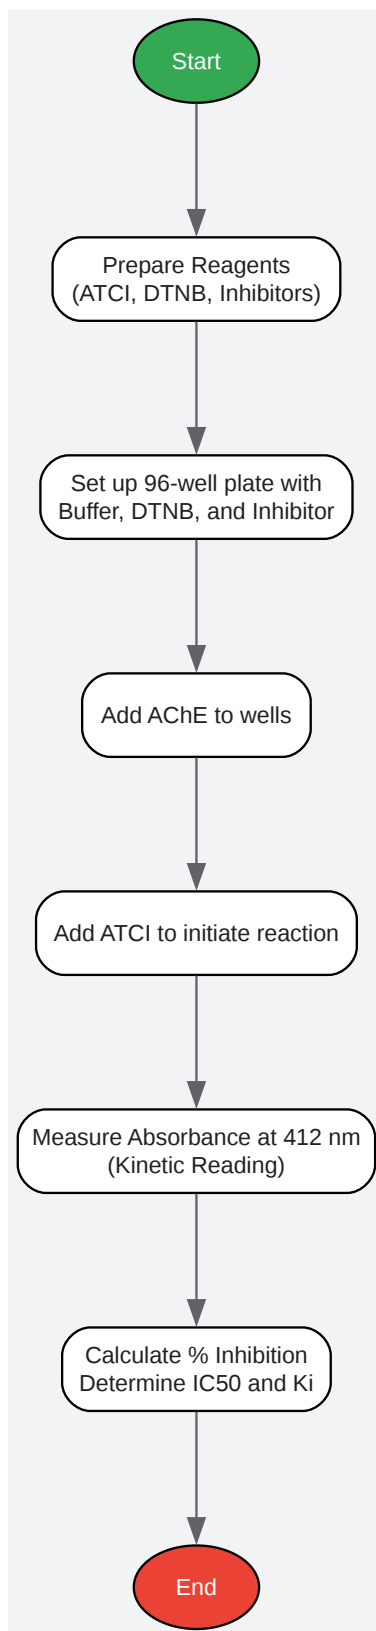 Start
Prepare Reagents
(ATCI, DTNB, Inhibitors)
Set up 96-well plate with
Buffer, DTNB, and Inhibitor
Add AChE to wells
Add ATCI to initiate reaction
Measure Absorbance at 412 nm
(Kinetic Reading)
Calculate % Inhibition
Determine IC50 and Ki
End